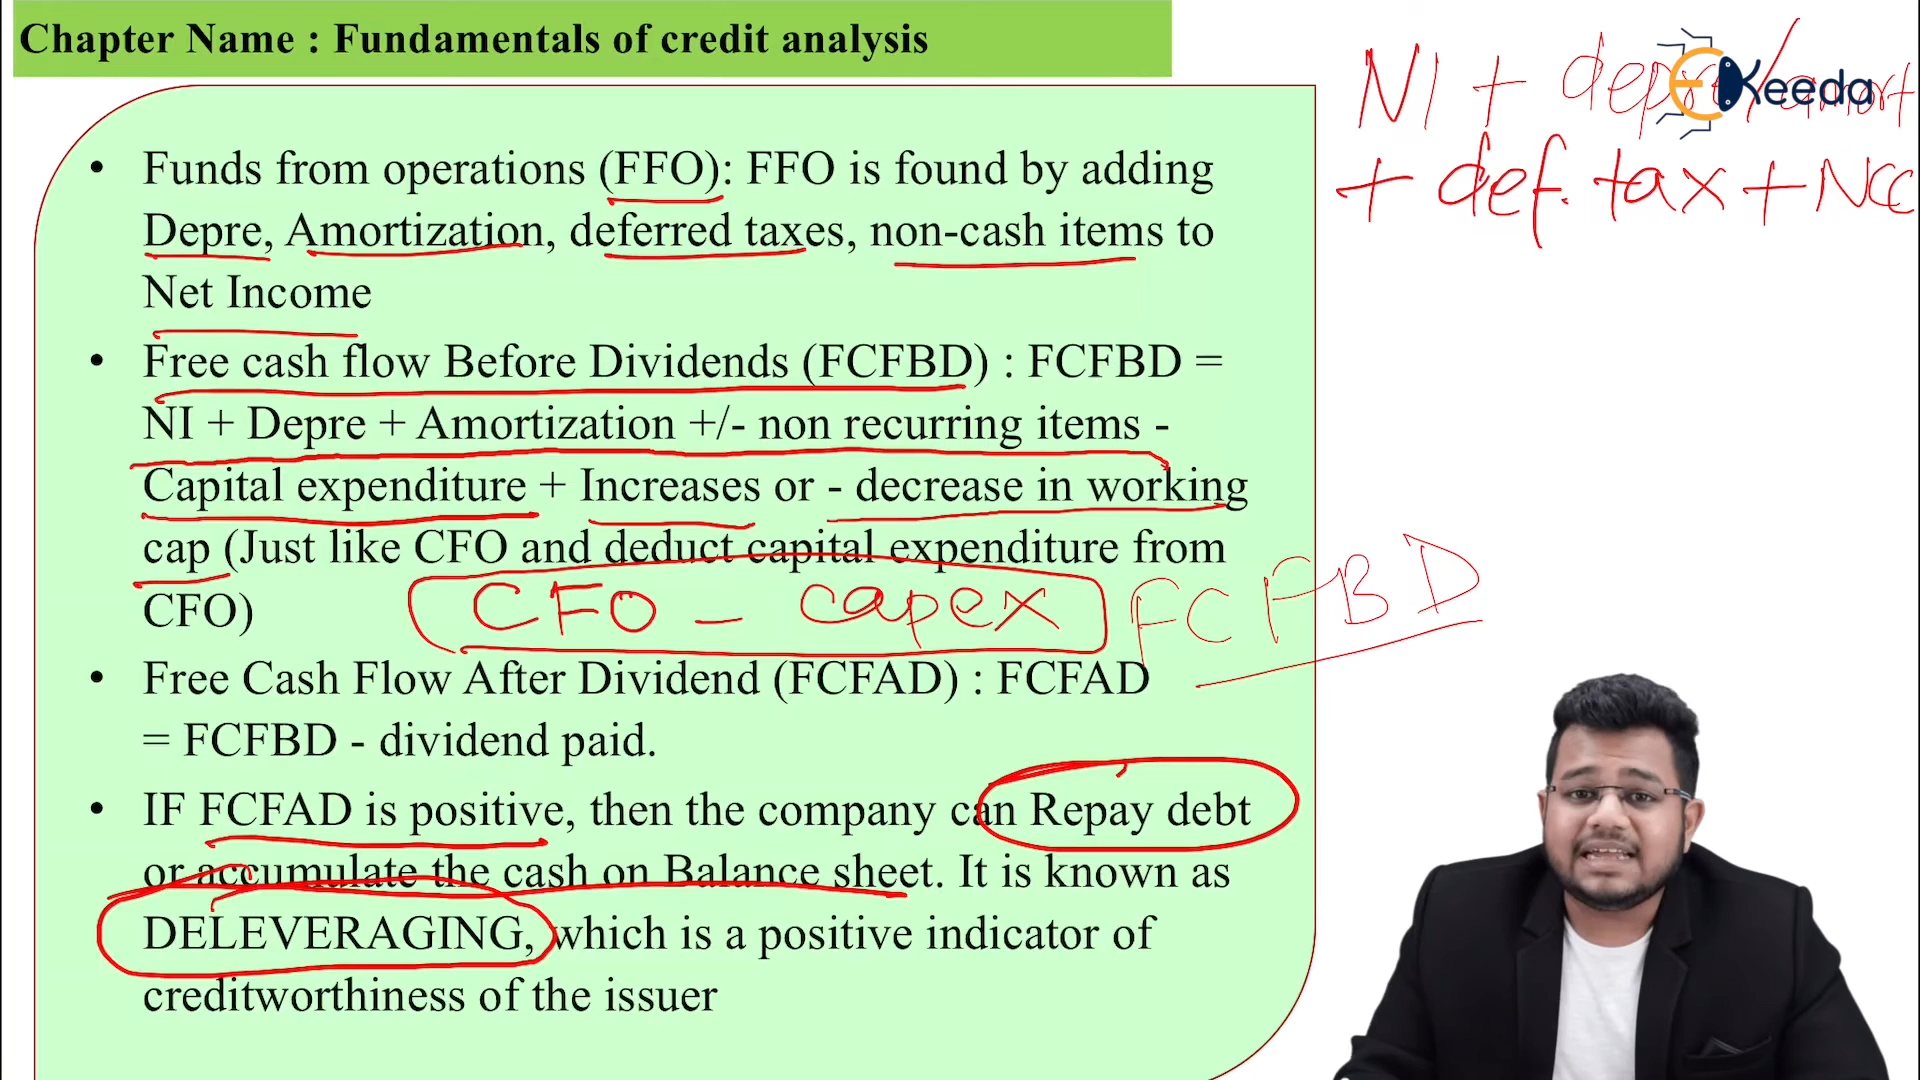 Chapter Name : Fundamentals of credit analysis
NI + depre/amort
Keeda
+ def. tax + NCC
• Funds from operations (FFO): FFO is found by adding
Depre, Amortization, deferred taxes, non-cash items to
Net Income
• Free cash flow Before Dividends (FCFBD) : FCFBD =
NI + Depre + Amortization +/- non recurring items -
Capital expenditure + Increases or - decrease in working
cap (Just like CFO and deduct capital expenditure from
CFO)
CFO - capex FCFBD
• Free Cash Flow After Dividend (FCFAD) : FCFAD
= FCFBD - dividend paid.
• IF FCFAD is positive, then the company can Repay debt
or accumulate the cash on Balance sheet. It is known as
DELEVERAGING, which is a positive indicator of
creditworthiness of the issuer